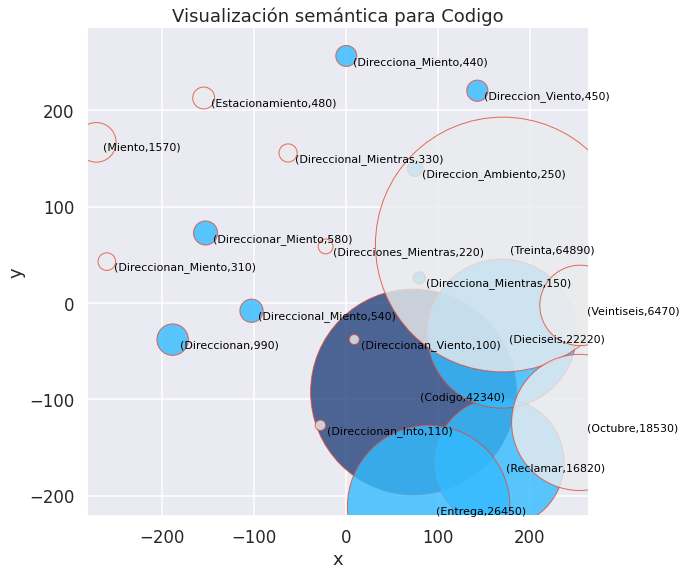 Visualización semántica para Codigo
(Direcciona_Miento,440)
(Direccion_Viento,450)
(Estacionamiento,480)
(Miento,1570)
(Direccional_Mientras,330)
(Direccion_Ambiento,250)
(Direccionar_Miento,580)
(Direcciones_Mientras,220)
(Treinta,64890)
(Direccionan_Miento,310)
(Direcciona_Mientras,150)
(Veintiseis,6470)
(Direccional_Miento,540)
(Direccionan,990)
(Direccionan_Viento,100)
(Dieciseis,22220)
(Codigo,42340)
(Direccionan_Into,110)
(Octubre,18530)
(Reclamar,16820)
(Entrega,26450)
y
200
100
0
−100
−200
−200
−100
0
100
200
x